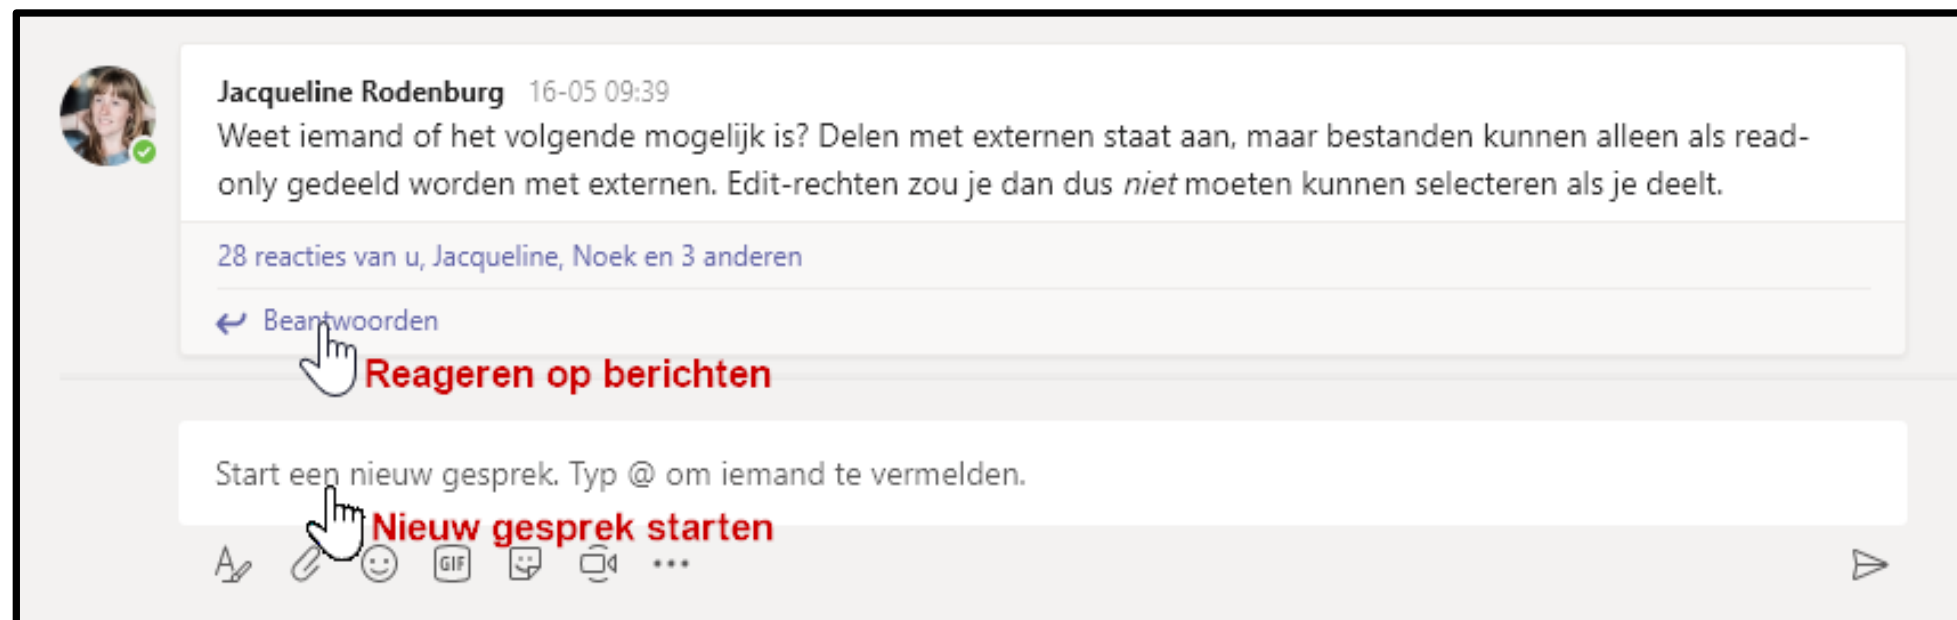 Jacqueline Rodenburg 16-05 09:39
Weet iemand of het volgende mogelijk is? Delen met externen staat aan, maar bestanden kunnen alleen als read-
only gedeeld worden met externen. Edit-rechten zou je dan dus niet moeten kunnen selecteren als je deelt.
28 reacties van u, Jacqueline, Noek en 3 anderen
Beantwoorden
Reageren op berichten
Start een nieuw gesprek. Typ @ om iemand te vermelden.
Nieuw gesprek starten
GIF